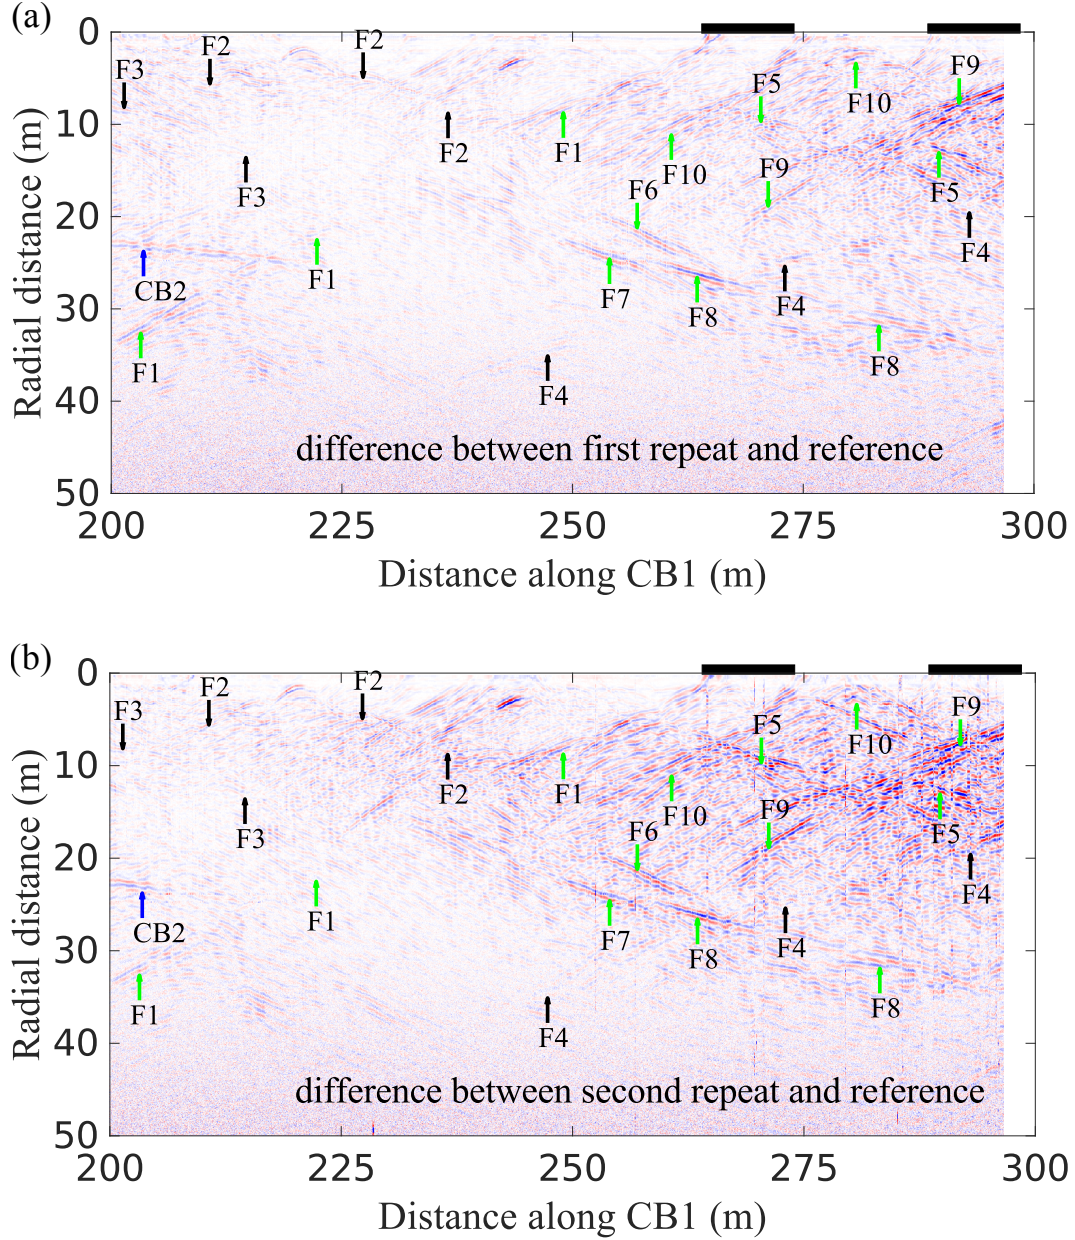 (a)
0
F2
F2
F3
F5
F9
10
F10
F2
F1
F10
F9
F6
F5
F3
20
F4
F1
CB2
F7
F4
30
F8
F1
F8
F4
40
difference between first repeat and reference
50
200
225
250
275
300
Radial distance (m)
Distance along CB1 (m)
(b)
0
F2
F2
F3
F5
F9
F10
10
F2
F1
F10
F9
F6
F5
F3
20
F4
F1
CB2
F7
F4
F8
30
F8
F1
F4
40
difference between second repeat and reference
50
200
225
250
275
300
Radial distance (m)
Distance along CB1 (m)